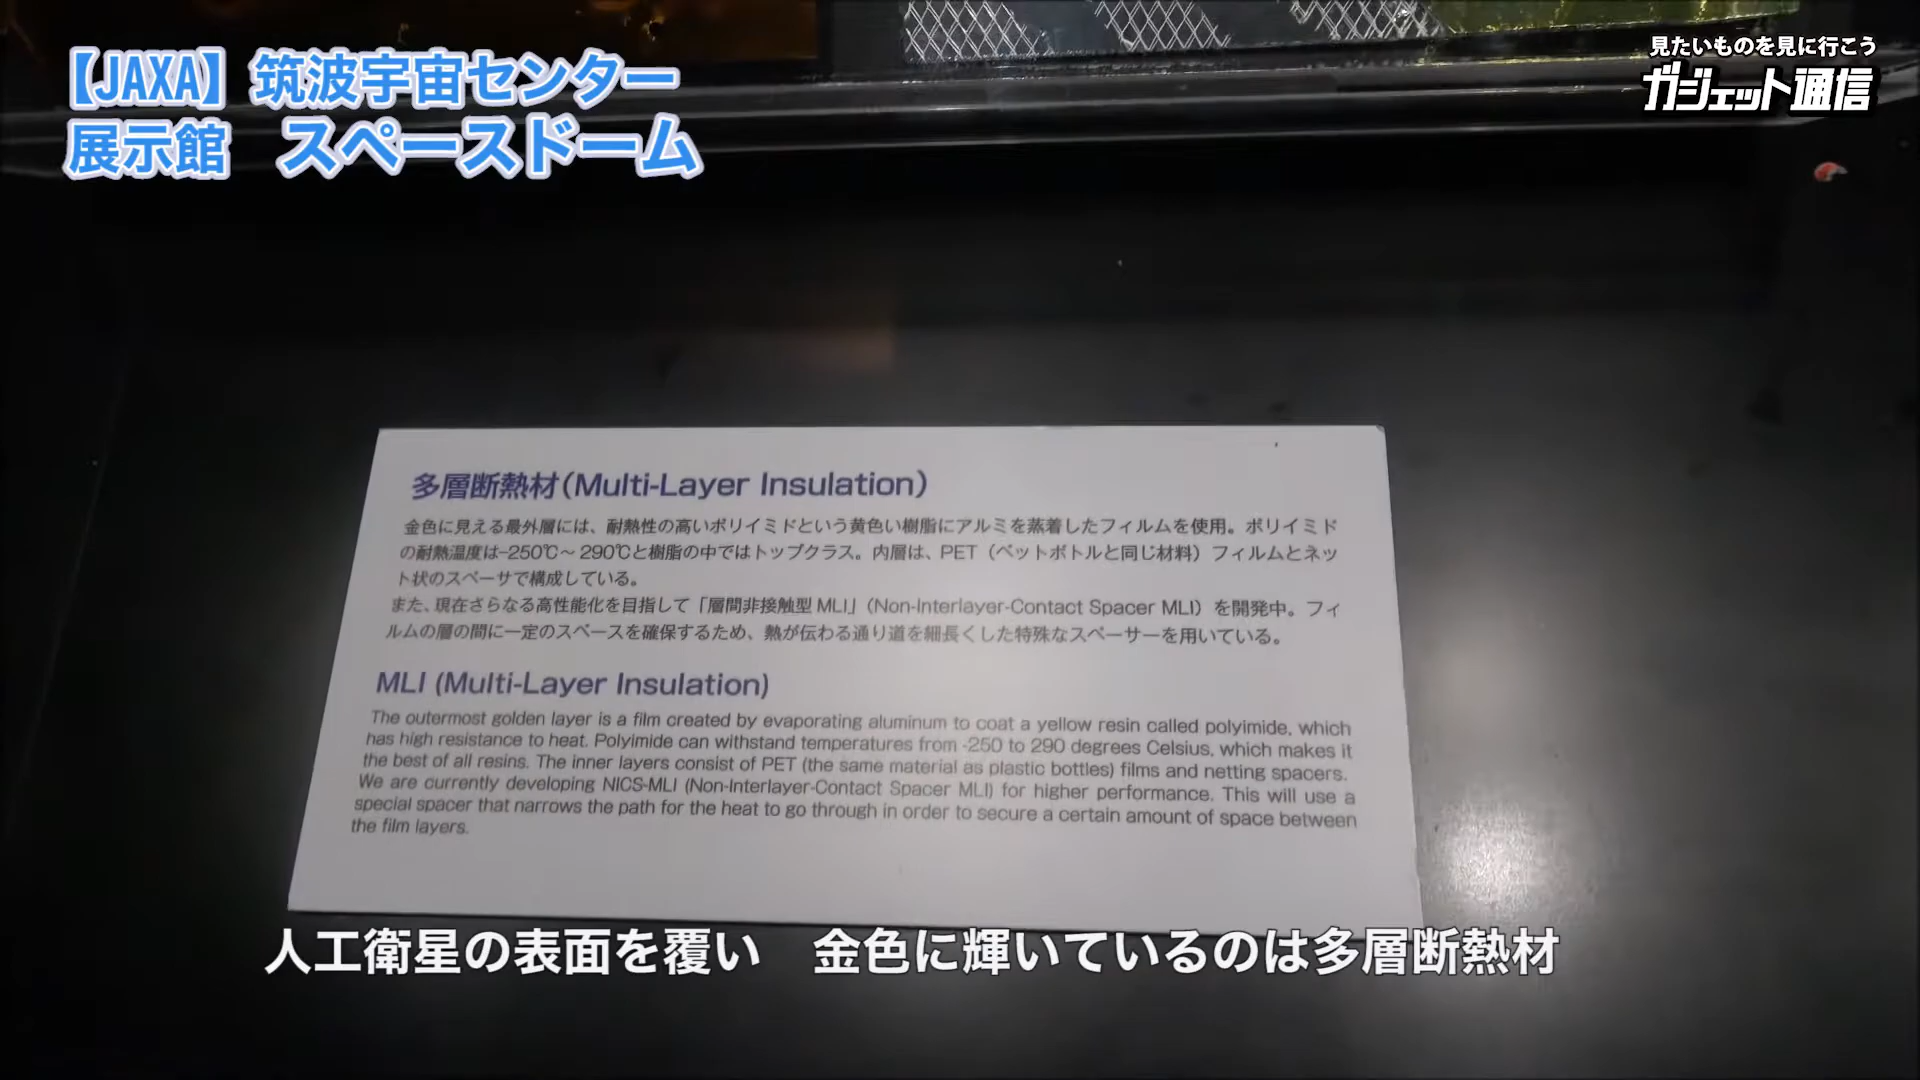 【JAXA】筑波宇宙センター
展示館　スペースドーム
見たいものを見に行こう
ガジェット通信
多層断熱材(Multi-Layer Insulation)
金色に見える最外層には、耐熱性の高いポリイミドという黄色い樹脂にアルミを蒸着したフィルムを使用。ポリイミド
の耐熱温度は-250℃～290℃と樹脂の中ではトップクラス。内層は、PET（ペットボトルと同じ材料）フィルムとネッ
ト状のスペーサで構成している。
また、現在さらなる高性能化を目指して「層間非接触型MLI」（Non-Interlayer-Contact Spacer MLI）を開発中。フィ
ルムの層の間に一定のスペースを確保するため、熱が伝わる通り道を細長くした特殊なスペーサーを用いている。
MLI (Multi-Layer Insulation)
The outermost golden layer is a film created by evaporating aluminum to coat a yellow resin called polyimide, which
has high resistance to heat. Polyimide can withstand temperatures from -250 to 290 degrees Celsius, which makes it
the best of all resins. The inner layers consist of PET (the same material as plastic bottles) films and netting spacers.
We are currently developing NICS-MLI (Non-Interlayer-Contact Spacer MLI) for higher performance. This will use a
special spacer that narrows the path for the heat to go through in order to secure a certain amount of space between
the film layers.
人工衛星の表面を覆い　金色に輝いているのは多層断熱材